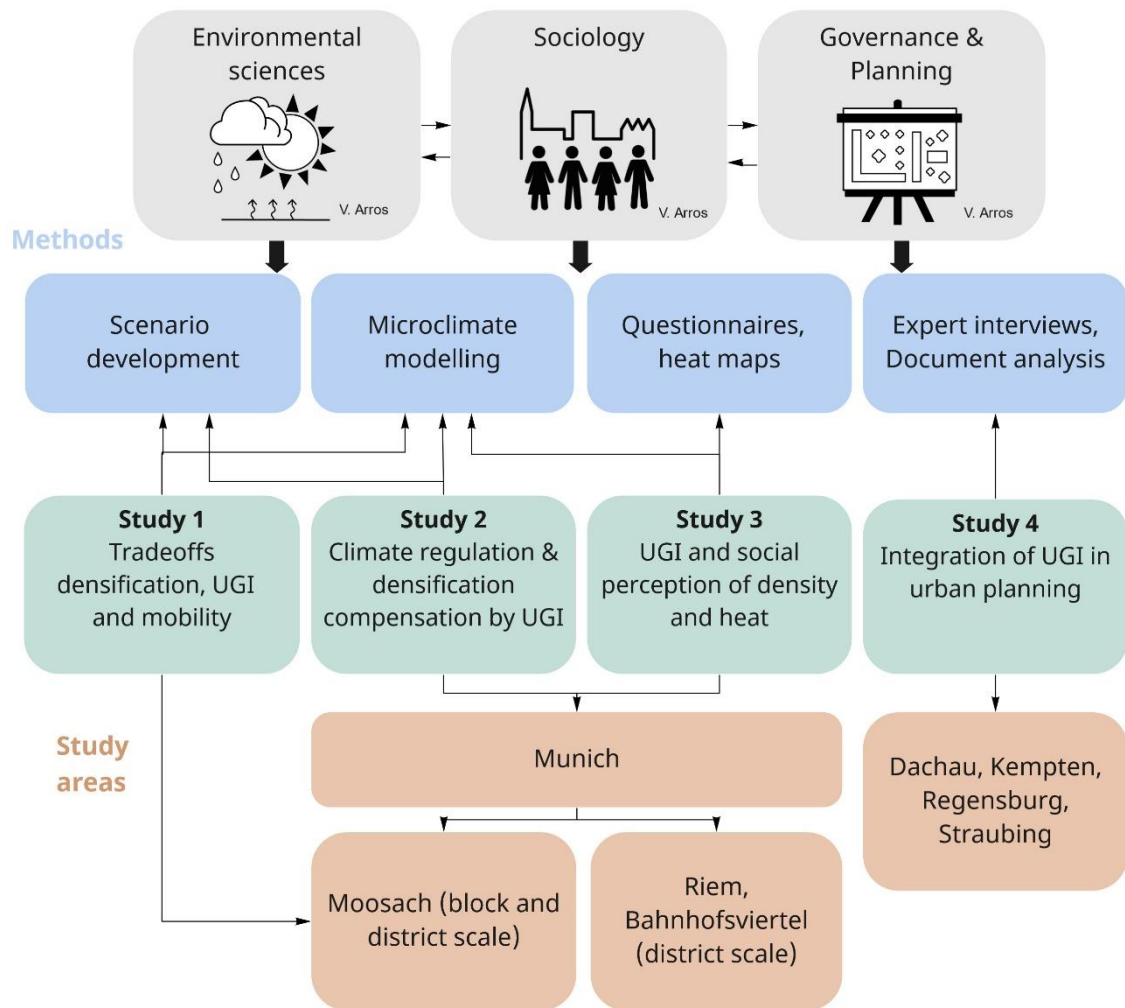 Environmental
sciences
V. Arros
Sociology
V. Arros
Governance &
Planning
V. Arros
Methods
Scenario
development
Microclimate
modelling
Questionnaires,
heat maps
Expert interviews,
Document analysis
Study 1
Tradeoffs
densification, UGI
and mobility
Study 2
Climate regulation &
densification
compensation by UGI
Study 3
UGI and social
perception of density
and heat
Study 4
Integration of UGI in
urban planning
Study
areas
Munich
Dachau, Kempten,
Regensburg,
Straubing
Moosach (block and
district scale)
Riem,
Bahnhofsviertel
(district scale)